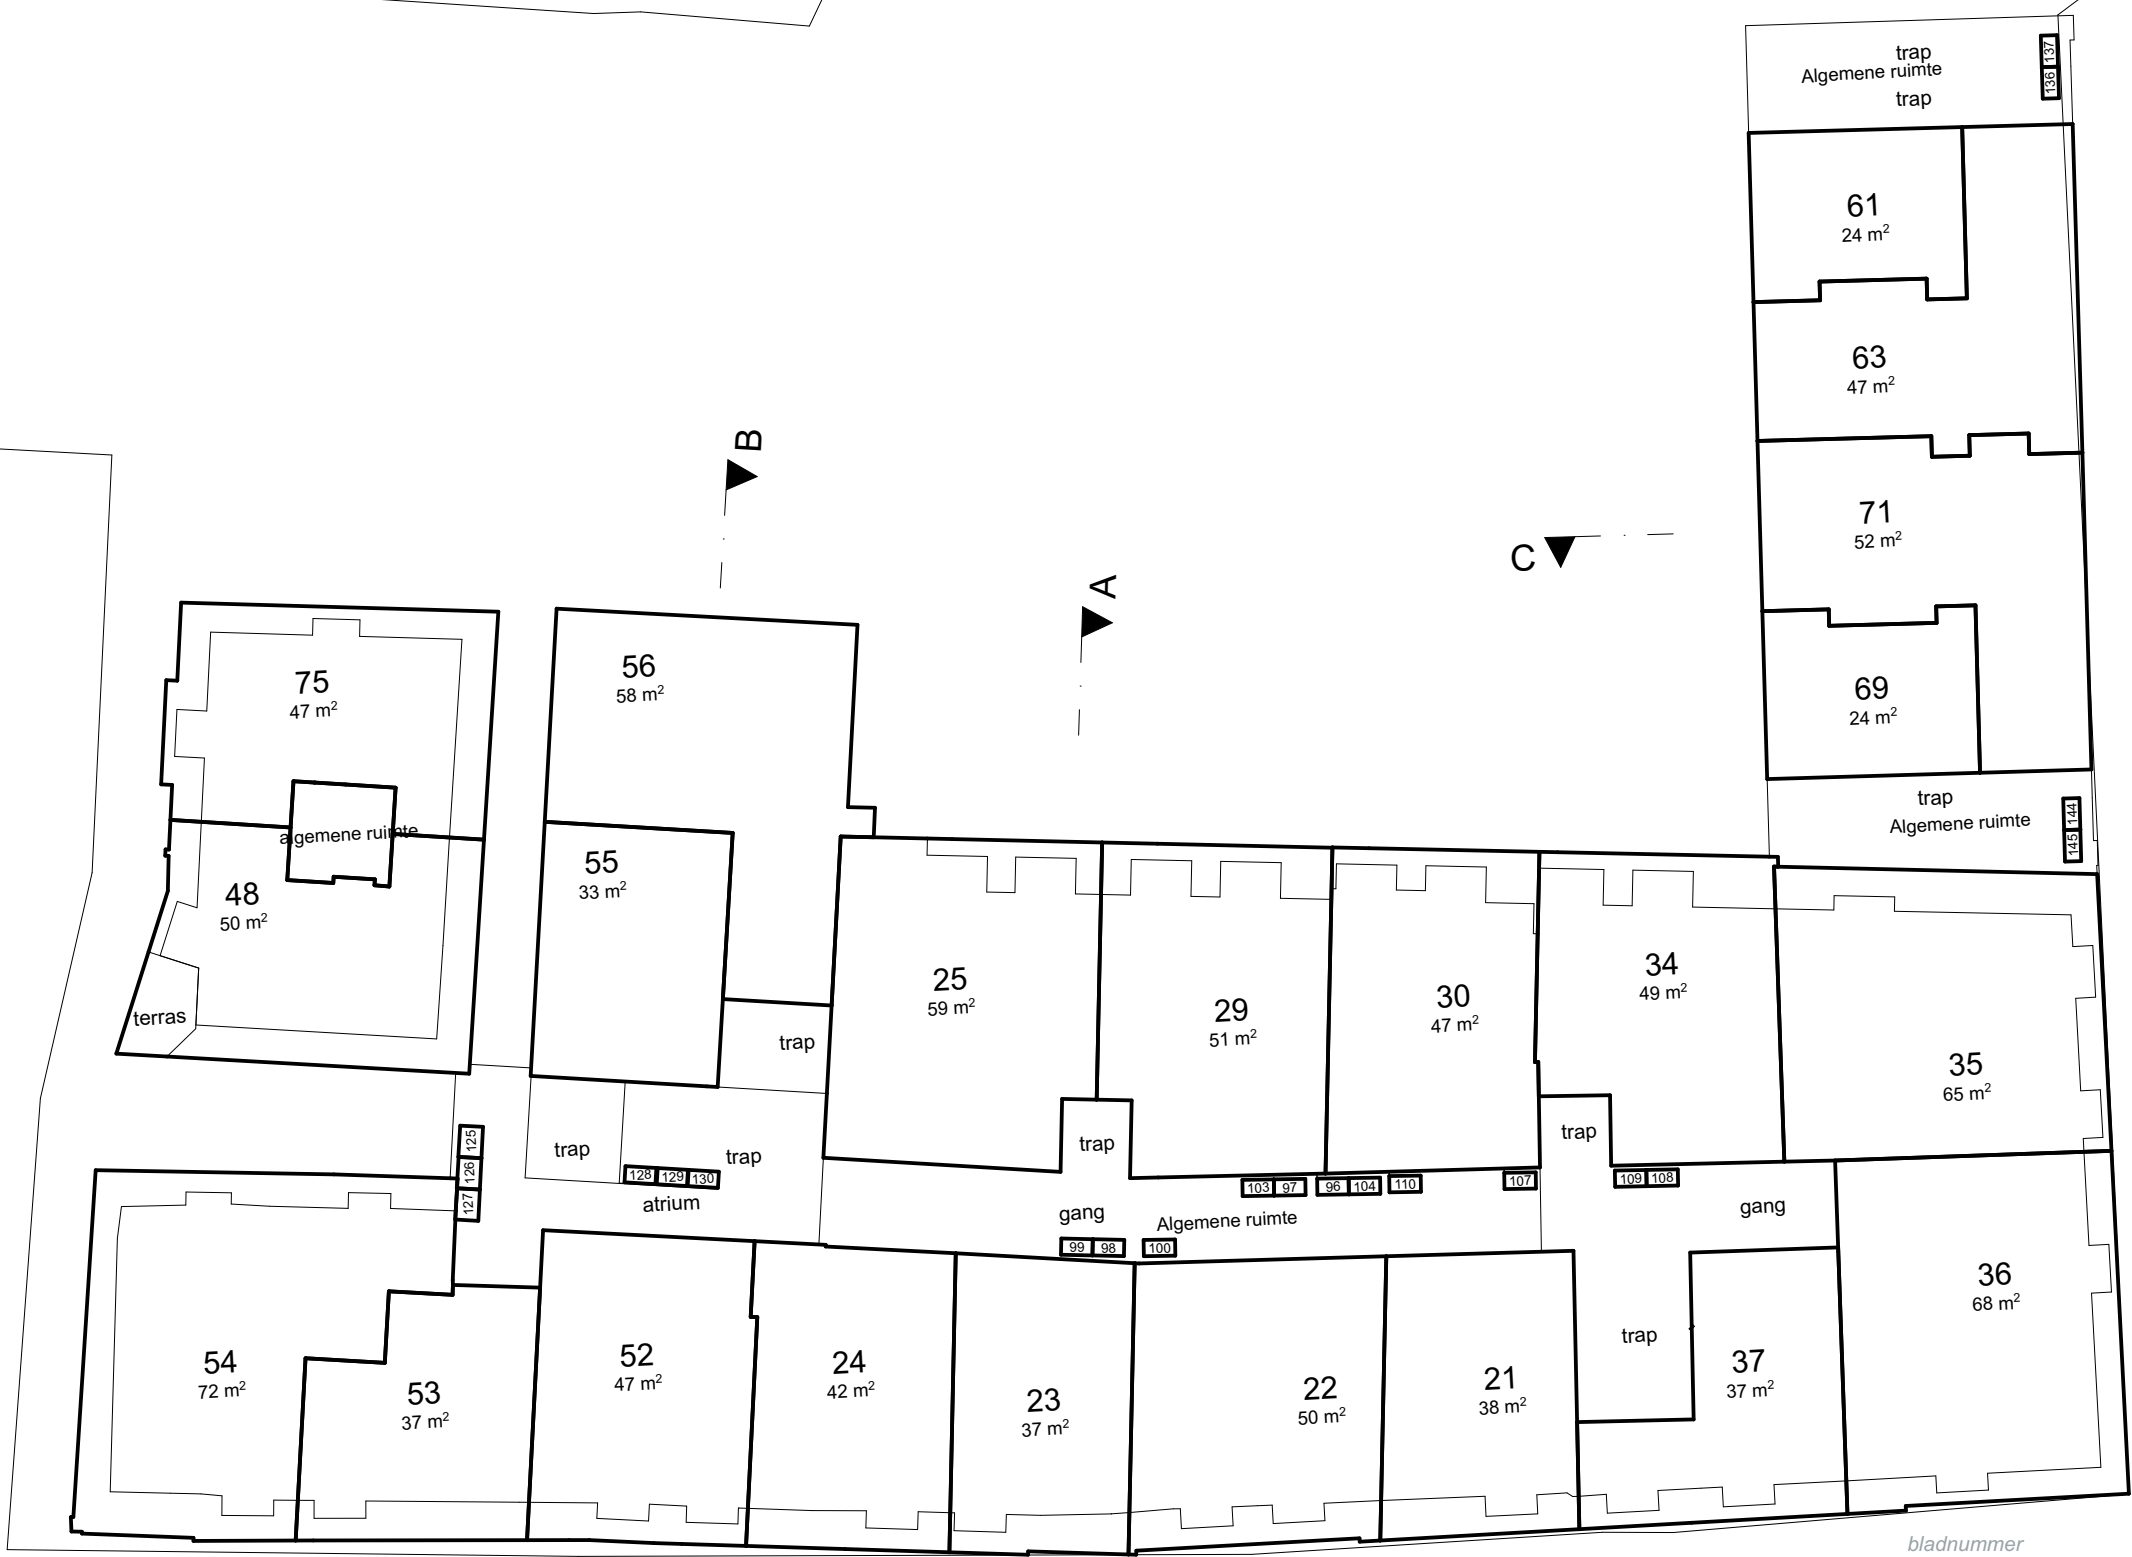 trap
Algemene ruimte
trap
137
136
61
24 m²
63
47 m²
71
52 m²
69
24 m²
trap
Algemene ruimte
144
145
B
A
C
75
47 m²
algemene ruimte
48
50 m²
terras
56
58 m²
55
33 m²
trap
25
59 m²
29
51 m²
30
47 m²
34
49 m²
35
65 m²
trap
trap
trap
trap
125
126
127
128 129 130
atrium
103 97
96 104
110
107
109 108
gang
Algemene ruimte
gang
99 98
100
54
72 m²
53
37 m²
52
47 m²
24
42 m²
23
37 m²
22
50 m²
21
38 m²
trap
37
37 m²
36
68 m²
bladnummer